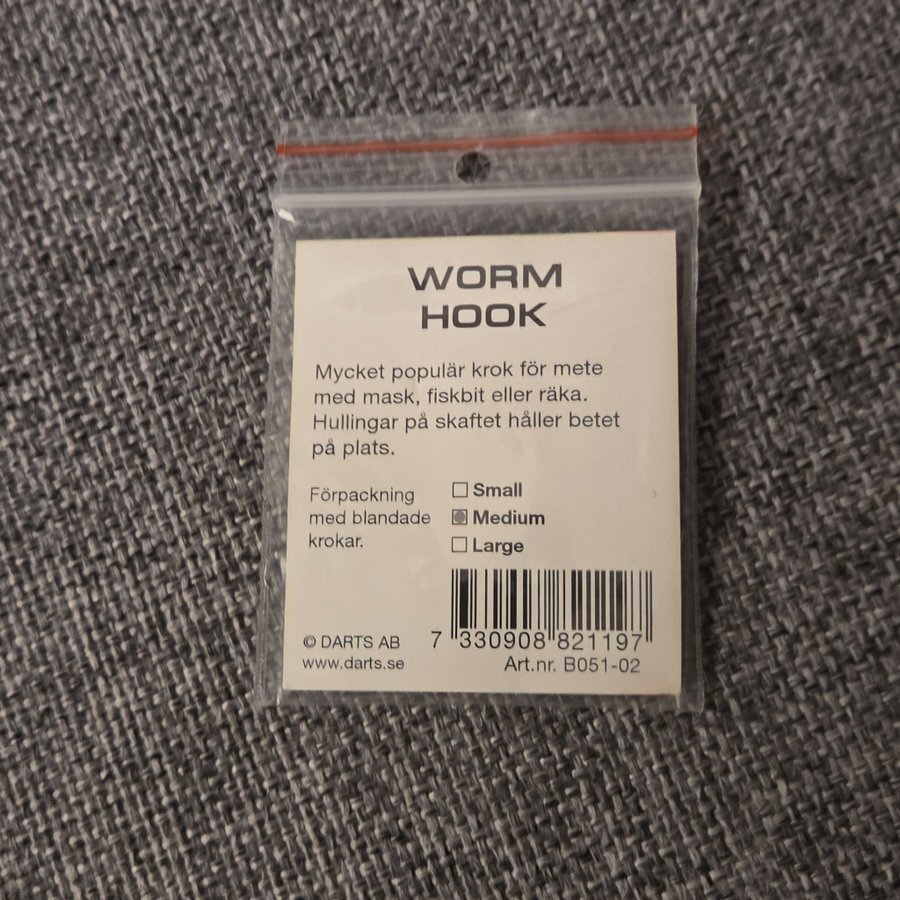 WORM
HOOK
Mycket populär krok för mete
med mask, fiskbit eller räka.
Hullingar på skaftet håller betet
på plats.
Förpackning
med blandade
krokar.
Small
Medium
Large
7 330908 821197
© DARTS AB
www.darts.se
Art.nr. B051-02